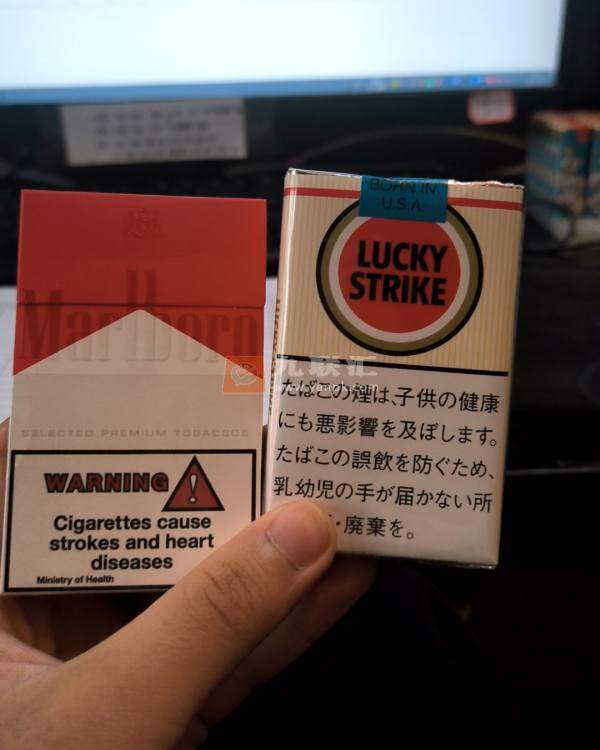 Marlboro
SELECTED PREMIUM TOBACCOS
WARNING
Cigarettes cause
strokes and heart
diseases
Ministry of Health
BORN IN
U.S.A.
LUCKY
STRIKE
たばこの煙は、子供の健康
にも悪影響を及ぼします。
たばこの誤飲を防ぐため、
乳幼児の手が届かない所
・廃棄を。
九联汇